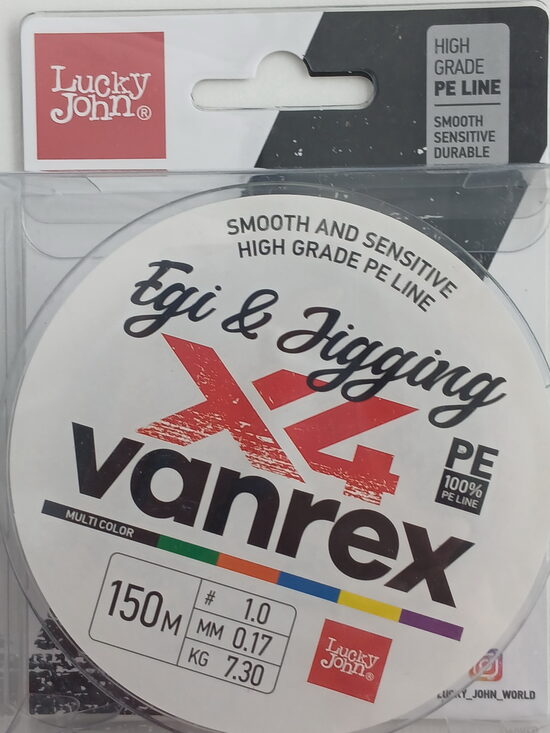 Lucky
John®
HIGH
GRADE
PE LINE
SMOOTH
SENSITIVE
DURABLE
SMOOTH AND SENSITIVE
HIGH GRADE PE LINE
Egi & Jigging
X4
vanrex
PE
100%
PE LINE
MULTI COLOR
150M
# 1.0
MM 0.17
KG 7.30
Lucky
John®
LUCKY_JOHN_WORLD